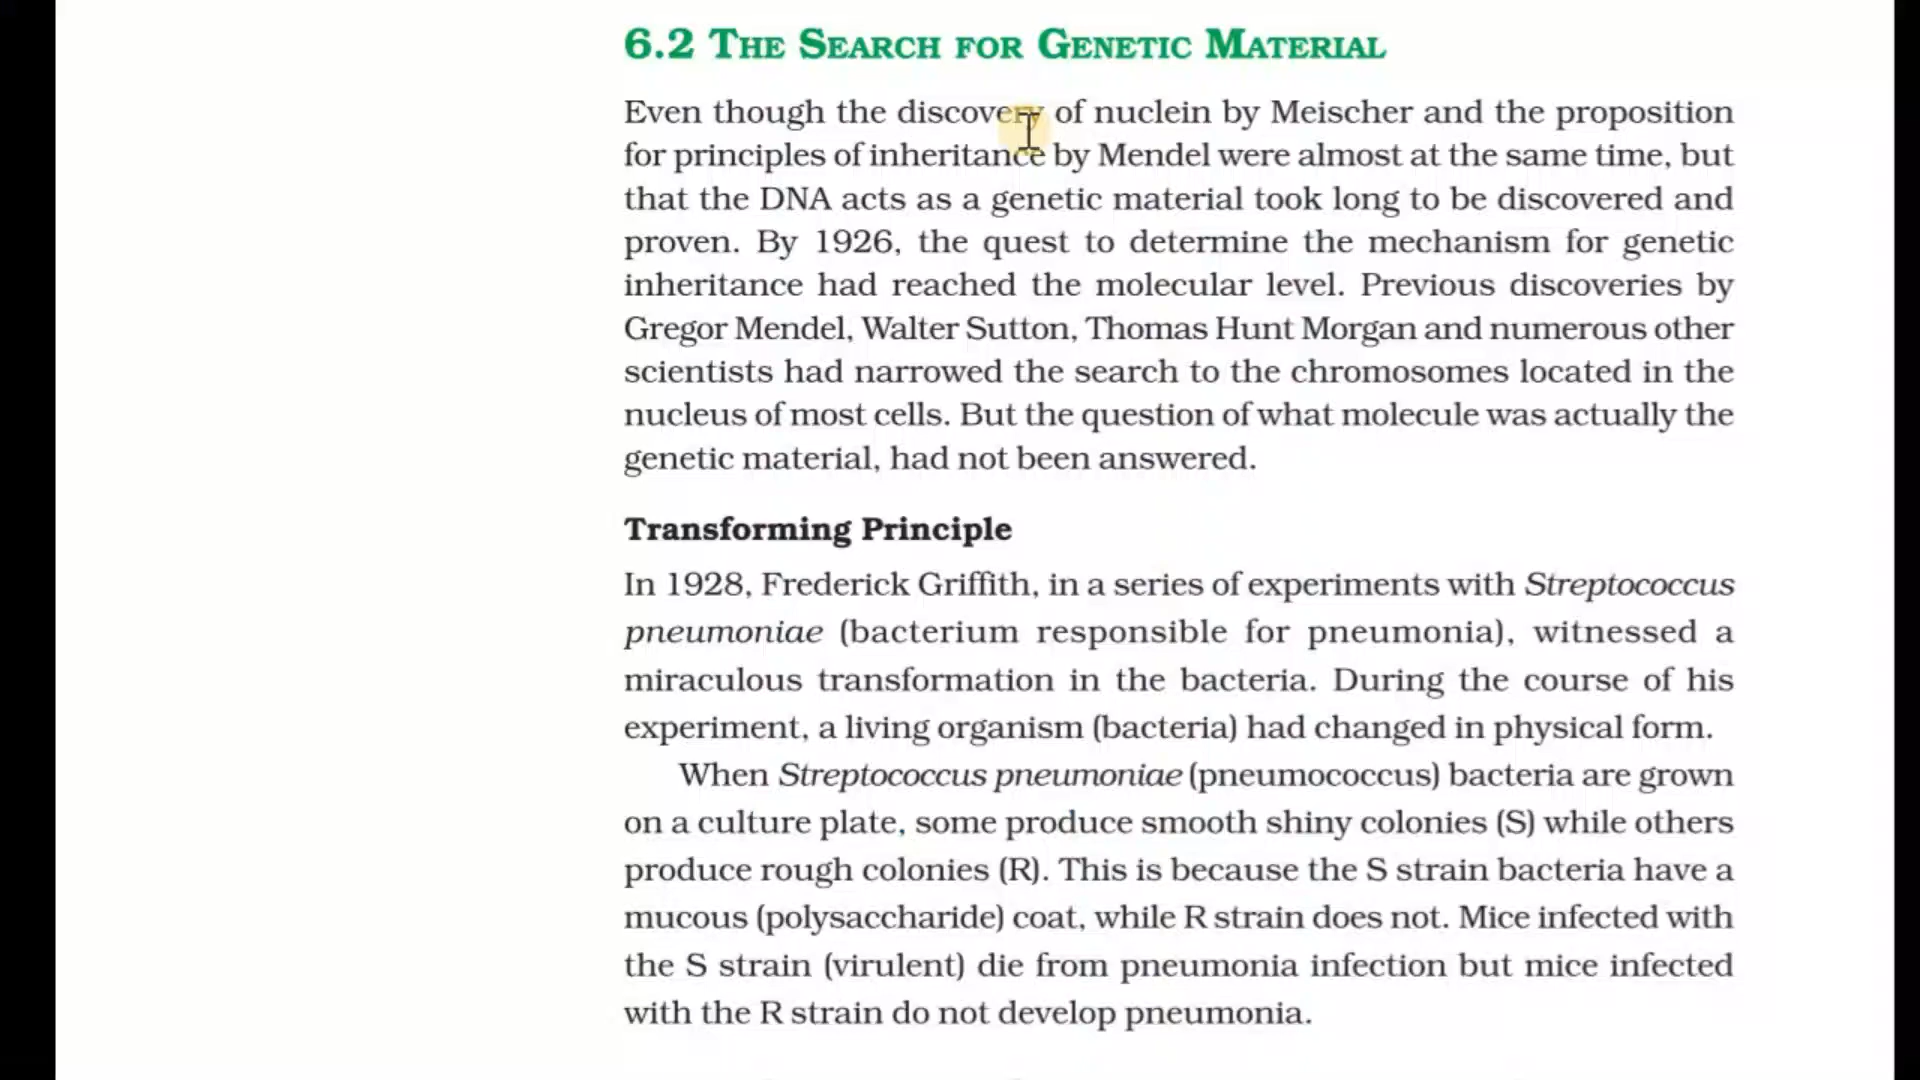 6.2 The Search for Genetic Material
Even though the discovery of nuclein by Meischer and the proposition
for principles of inheritance by Mendel were almost at the same time, but
that the DNA acts as a genetic material took long to be discovered and
proven. By 1926, the quest to determine the mechanism for genetic
inheritance had reached the molecular level. Previous discoveries by
Gregor Mendel, Walter Sutton, Thomas Hunt Morgan and numerous other
scientists had narrowed the search to the chromosomes located in the
nucleus of most cells. But the question of what molecule was actually the
genetic material, had not been answered.
Transforming Principle
In 1928, Frederick Griffith, in a series of experiments with Streptococcus
pneumoniae (bacterium responsible for pneumonia), witnessed a
miraculous transformation in the bacteria. During the course of his
experiment, a living organism (bacteria) had changed in physical form.
When Streptococcus pneumoniae (pneumococcus) bacteria are grown
on a culture plate, some produce smooth shiny colonies (S) while others
produce rough colonies (R). This is because the S strain bacteria have a
mucous (polysaccharide) coat, while R strain does not. Mice infected with
the S strain (virulent) die from pneumonia infection but mice infected
with the R strain do not develop pneumonia.